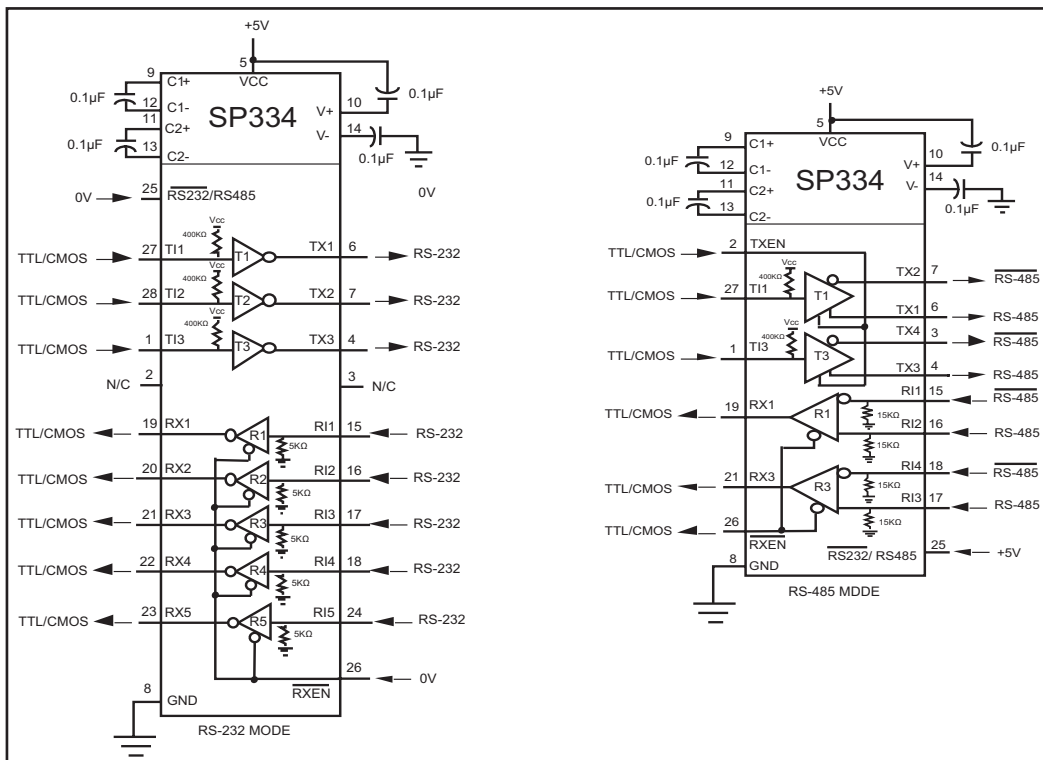 +5V
5
VCC
9
C1+
0.1µF
12
C1-
11
C2+
0.1µF
13
C2-
SP334
V+
10
0.1µF
V-
14
0.1µF
0V
25
RS232/RS485
0V
Vcc
400KΩ
TTL/CMOS
27
TI1
T1
TX1
6
RS-232
Vcc
400KΩ
TTL/CMOS
28
TI2
T2
TX2
7
RS-232
Vcc
400KΩ
TTL/CMOS
1
TI3
T3
TX3
4
RS-232
N/C
2
3
N/C
TTL/CMOS
19
RX1
R1
RI1
15
RS-232
5KΩ
TTL/CMOS
20
RX2
R2
RI2
16
RS-232
5KΩ
TTL/CMOS
21
RX3
R3
RI3
17
RS-232
5KΩ
TTL/CMOS
22
RX4
R4
RI4
18
RS-232
5KΩ
TTL/CMOS
23
RX5
R5
RI5
24
RS-232
5KΩ
26
RXEN
0V
8
GND
RS-232 MODE
+5V
5
VCC
9
C1+
0.1µF
12
C1-
11
C2+
0.1µF
13
C2-
SP334
V+
10
0.1µF
V-
14
0.1µF
TTL/CMOS
2
TXEN
Vcc
400KΩ
TTL/CMOS
27
TI1
T1
TX2
7
RS-485
TX1
6
RS-485
Vcc
400KΩ
TTL/CMOS
1
TI3
T3
TX4
3
RS-485
TX3
4
RS-485
TTL/CMOS
19
RX1
R1
RI1
15
RS-485
15KΩ
RI2
16
RS-485
15KΩ
TTL/CMOS
21
RX3
R3
RI4
18
RS-485
15KΩ
RI3
17
RS-485
15KΩ
TTL/CMOS
26
RXEN
RS232/ RS485
25
+5V
8
GND
RS-485 MDDE